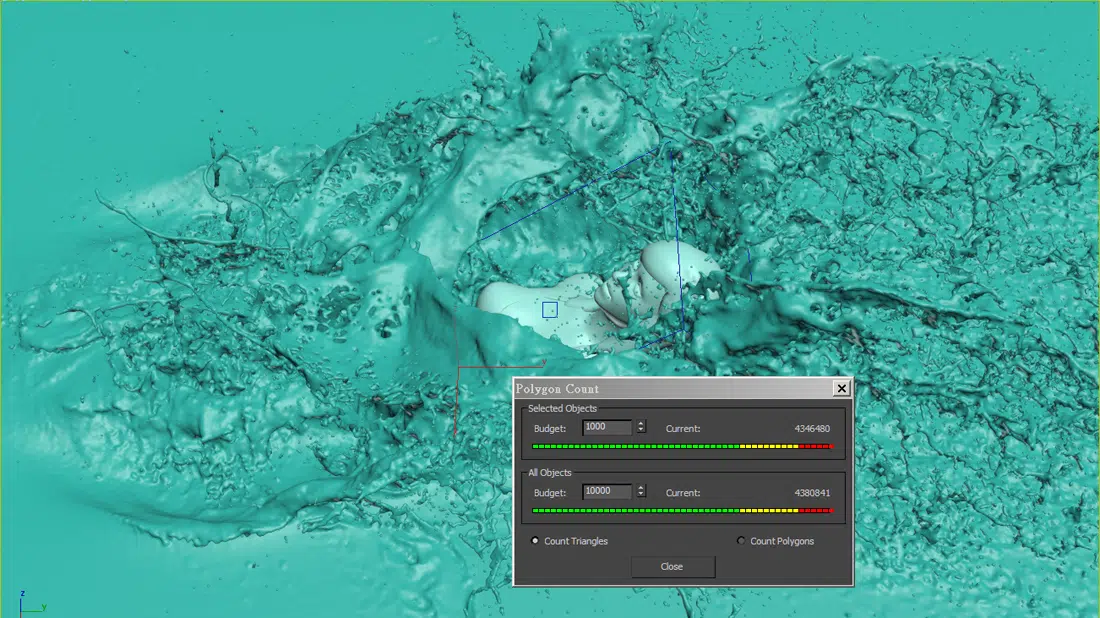 Polygon Count
Selected Objects
Budget: 1000 Current: 4346480
All Objects
Budget: 10000 Current: 4380841
Count Triangles Count Polygons
Close
z
y